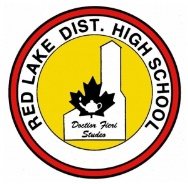 RED LAKE DIST. HIGH SCHOOL
Doctior Fieri
Studeo